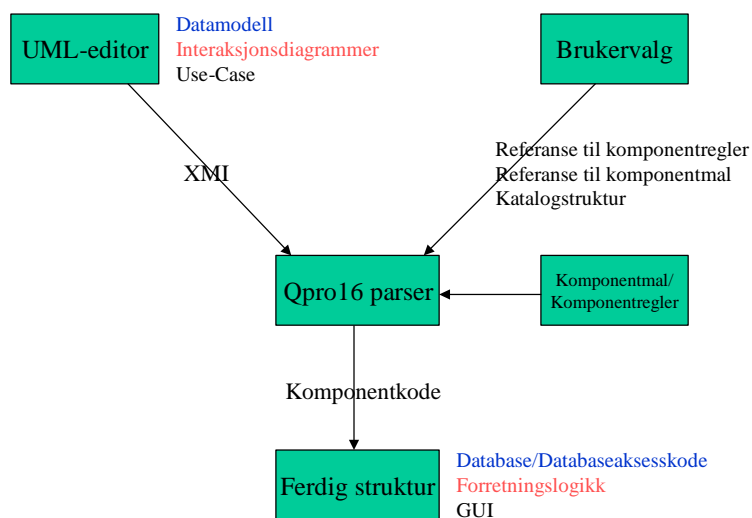 UML-editor
Datamodell
Interaksjonsdiagrammer
Use-Case
Brukervalg
XMI
Referanse til komponentregler
Referanse til komponentmal
Katalogstruktur
Qpro16 parser
Komponentmal/
Komponentregler
Komponentkode
Ferdig struktur
Database/Databaseaksesskode
Forretningslogikk
GUI